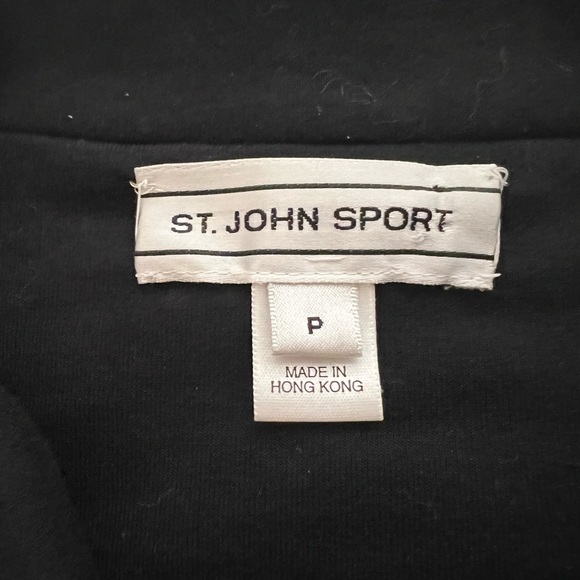 ST. JOHN SPORT
P
MADE IN
HONG KONG